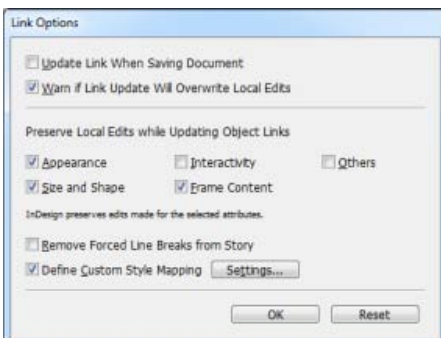 Link Options
Update Link When Saving Document
Warn if Link Update Will Overwrite Local Edits
Preserve Local Edits while Updating Object Links
Appearance Interactivity Others
Size and Shape Frame Content
InDesign preserves edits made for the selected attributes.
Remove Forced Line Breaks from Story
Define Custom Style Mapping Settings...
OK Reset